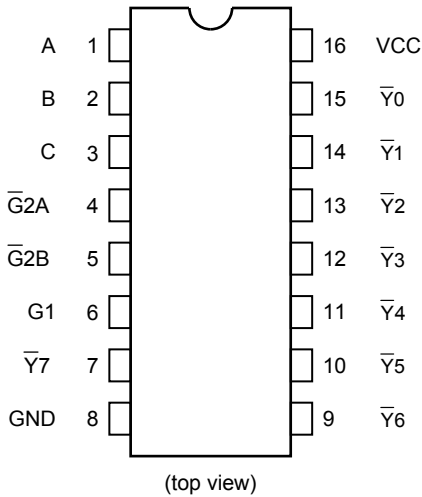 A 1 16 VCC
B 2 15 Y̅0
C 3 14 Y̅1
G̅2A 4 13 Y̅2
G̅2B 5 12 Y̅3
G1 6 11 Y̅4
Y̅7 7 10 Y̅5
GND 8 9 Y̅6
(top view)